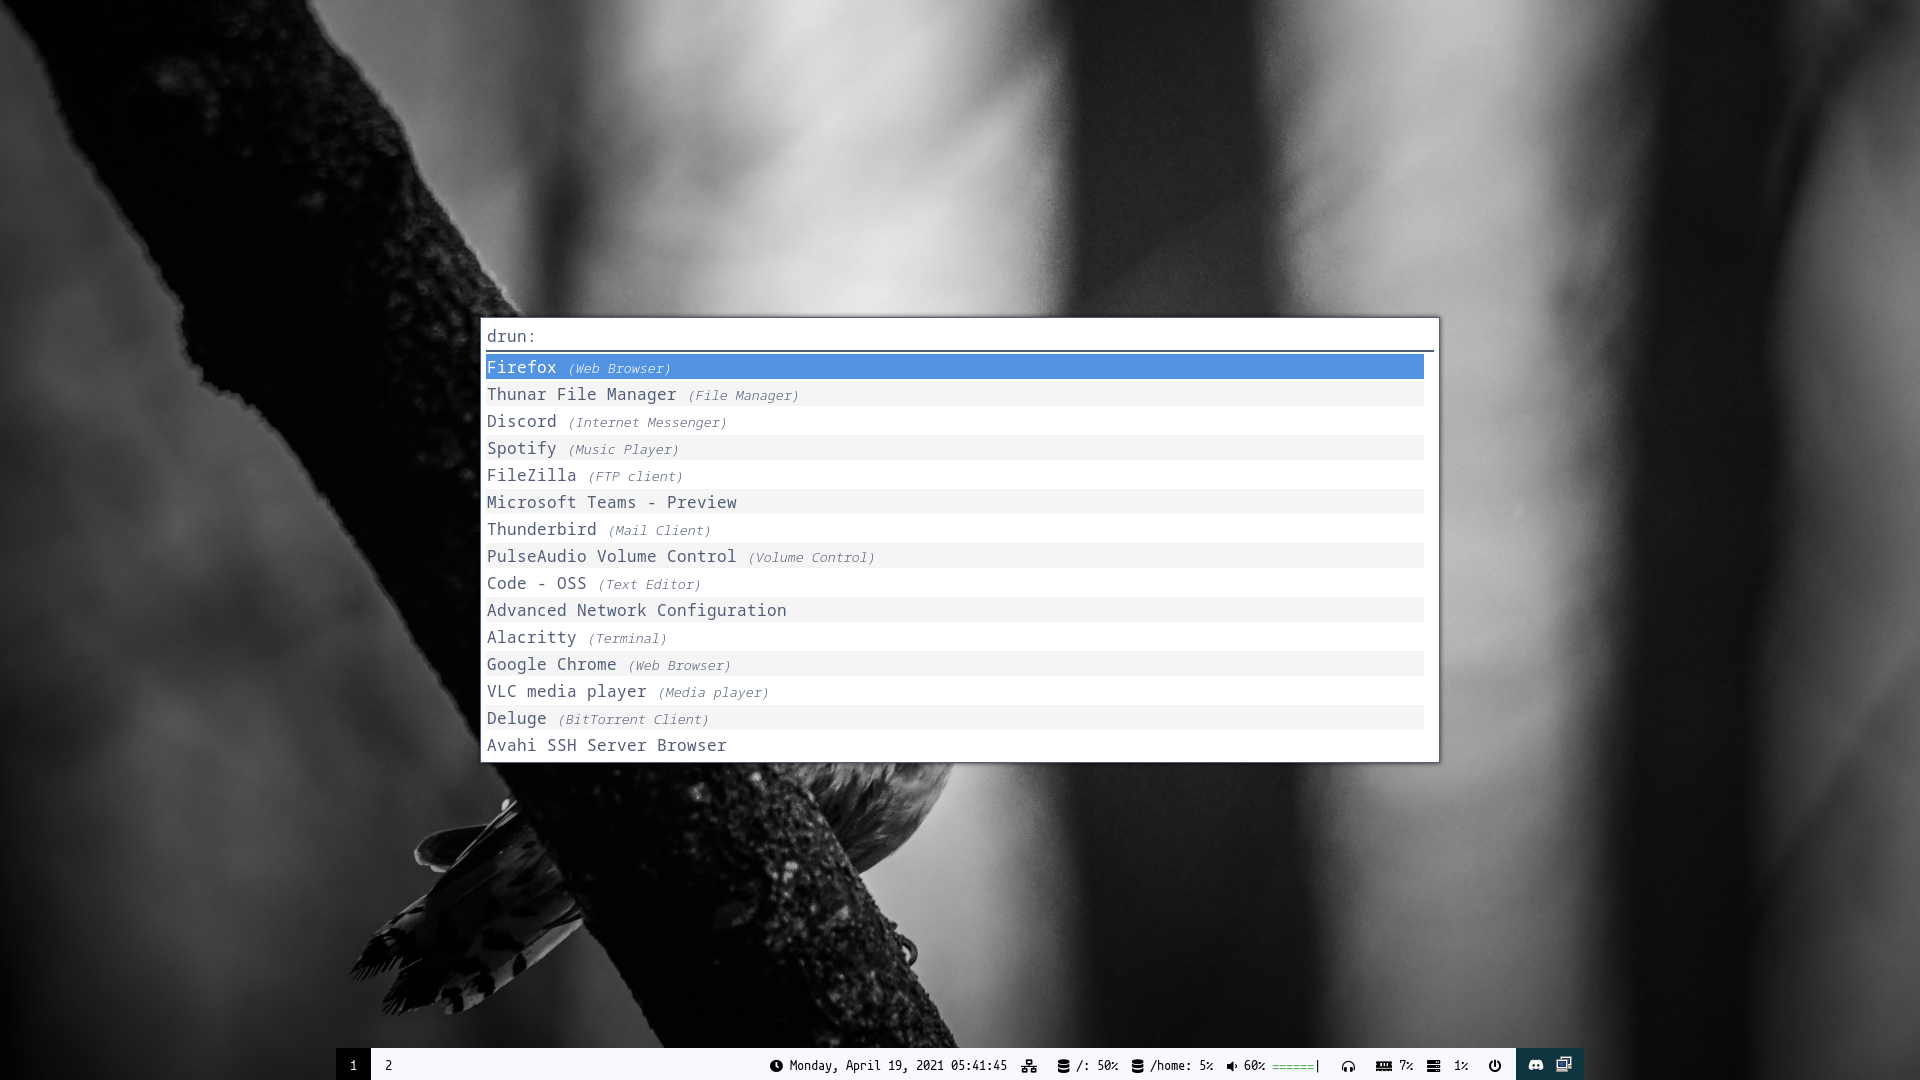 drun:
Firefox (Web Browser)
Thunar File Manager (File Manager)
Discord (Internet Messenger)
Spotify (Music Player)
FileZilla (FTP client)
Microsoft Teams - Preview
Thunderbird (Mail Client)
PulseAudio Volume Control (Volume Control)
Code - OSS (Text Editor)
Advanced Network Configuration
Alacritty (Terminal)
Google Chrome (Web Browser)
VLC media player (Media player)
Deluge (BitTorrent Client)
Avahi SSH Server Browser
1 2 Monday, April 19, 2021 05:41:45 /: 50% /home: 5% 60% ======| 7% 1%